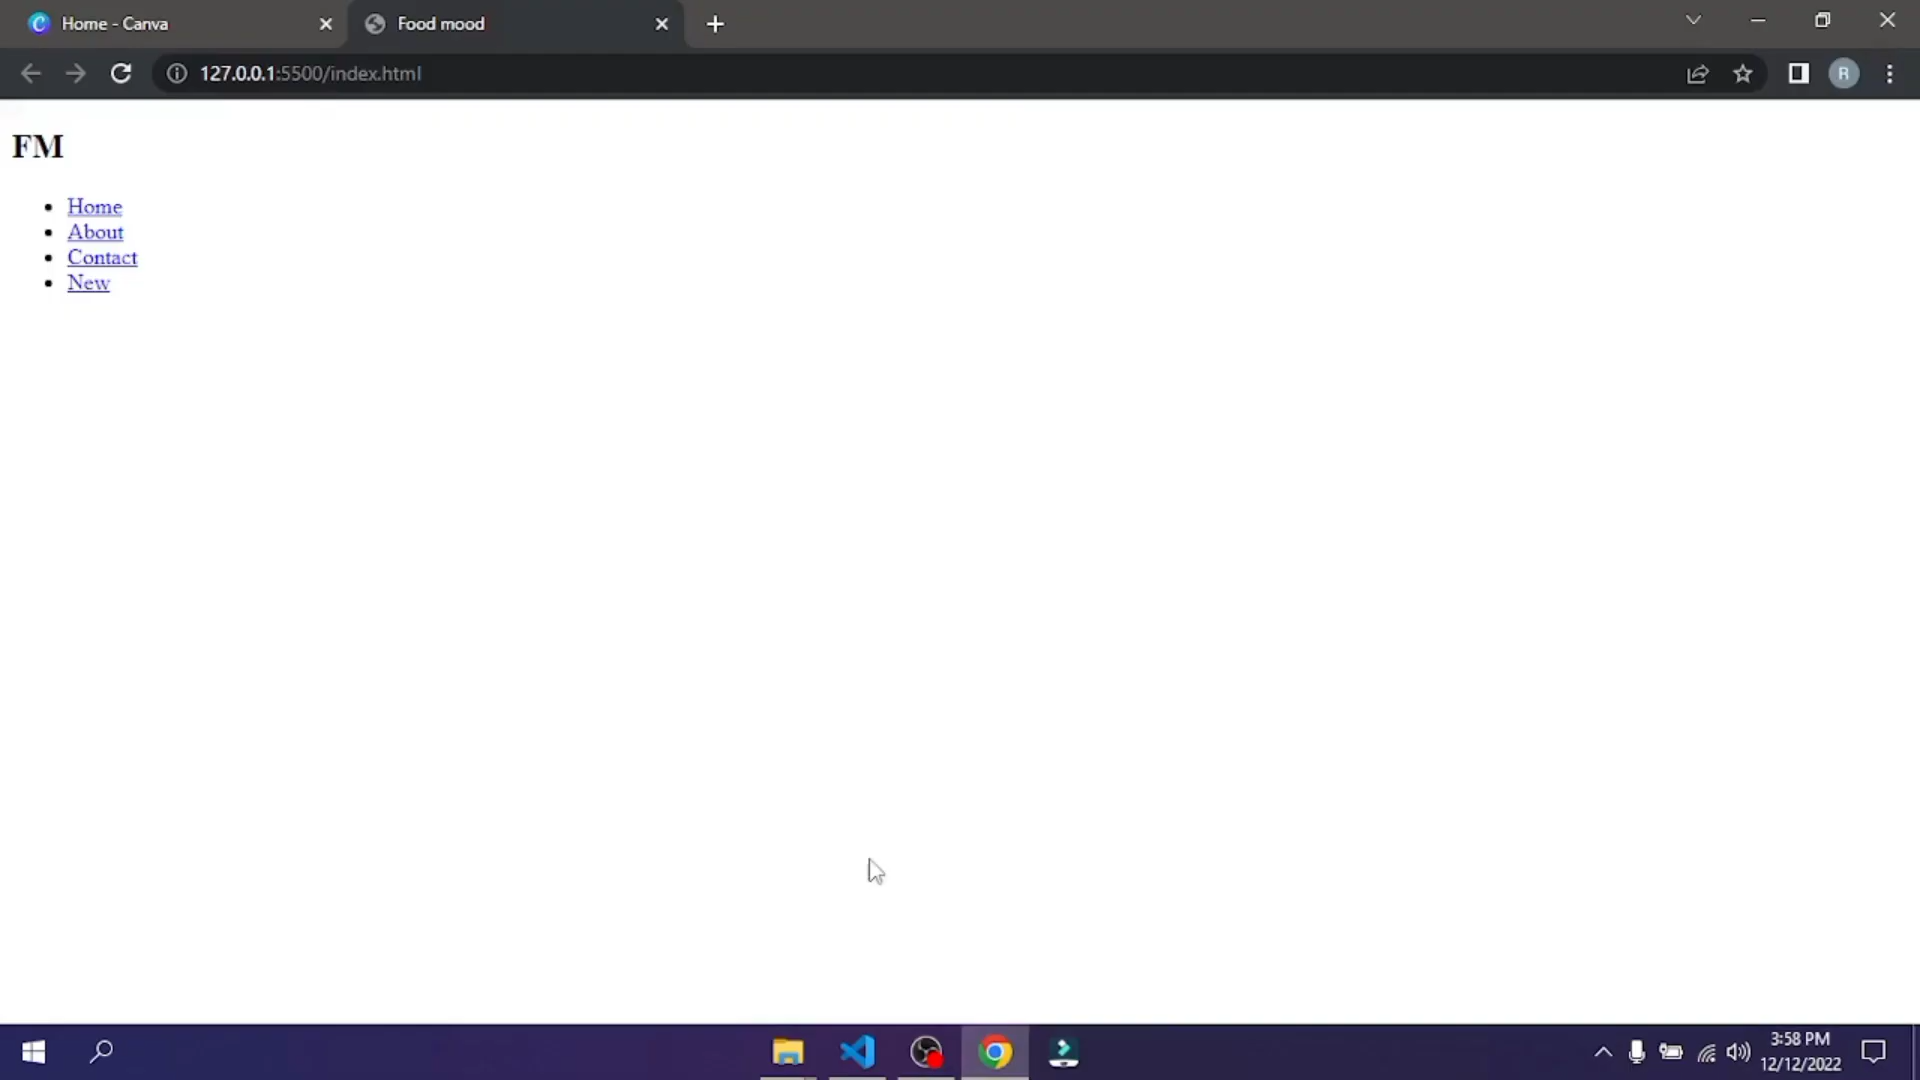 Home - Canva
Food mood
127.0.0.1:5500/index.html
R
FM
Home
About
Contact
New
3:58 PM
12/12/2022